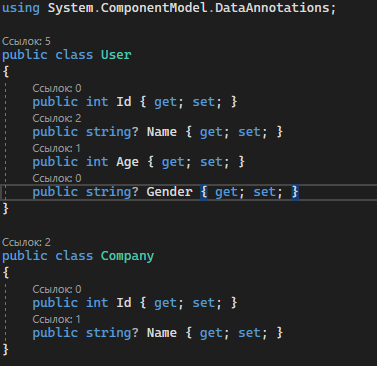 using System.ComponentModel.DataAnnotations;
Ссылок: 5
public class User
{
Ссылок: 0
public int Id { get; set; }
Ссылок: 2
public string? Name { get; set; }
Ссылок: 1
public int Age { get; set; }
Ссылок: 0
public string? Gender { get; set; }
}
Ссылок: 2
public class Company
{
Ссылок: 0
public int Id { get; set; }
Ссылок: 1
public string? Name { get; set; }
}